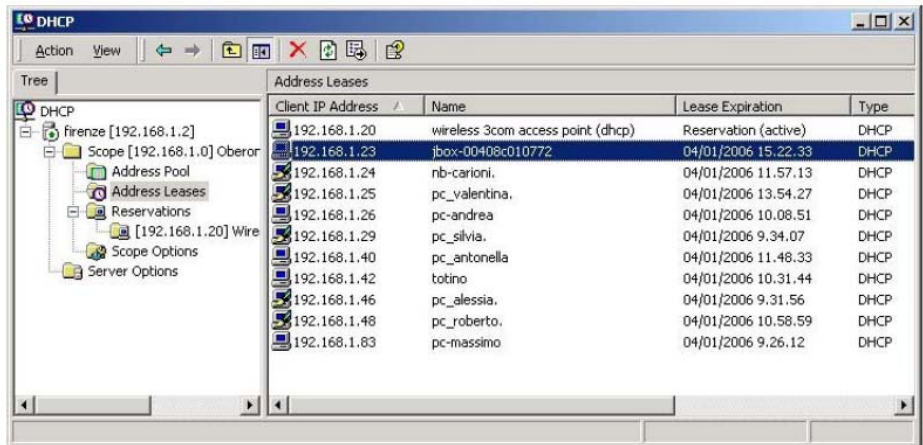 DHCP
Action View
Tree
Address Leases
DHCP
firenze [192.168.1.2]
Scope [192.168.1.0] Oberor
Address Pool
Address Leases
Reservations
[192.168.1.20] Wire
Scope Options
Server Options
Client IP Address Name Lease Expiration Type
192.168.1.20 wireless 3com access point (dhcp) Reservation (active) DHCP
192.168.1.23 jbox-00408c010772 04/01/2006 15.22.33 DHCP
192.168.1.24 nb-carioni. 04/01/2006 11.57.13 DHCP
192.168.1.25 pc_valentina. 04/01/2006 13.54.27 DHCP
192.168.1.26 pc-andrea 04/01/2006 10.08.51 DHCP
192.168.1.29 pc_silvia. 04/01/2006 9.34.07 DHCP
192.168.1.40 pc_antonella 04/01/2006 11.48.33 DHCP
192.168.1.42 totino 04/01/2006 10.31.44 DHCP
192.168.1.46 pc_alessia. 04/01/2006 9.31.56 DHCP
192.168.1.48 pc_roberto. 04/01/2006 10.58.59 DHCP
192.168.1.83 pc-massimo 04/01/2006 9.26.12 DHCP